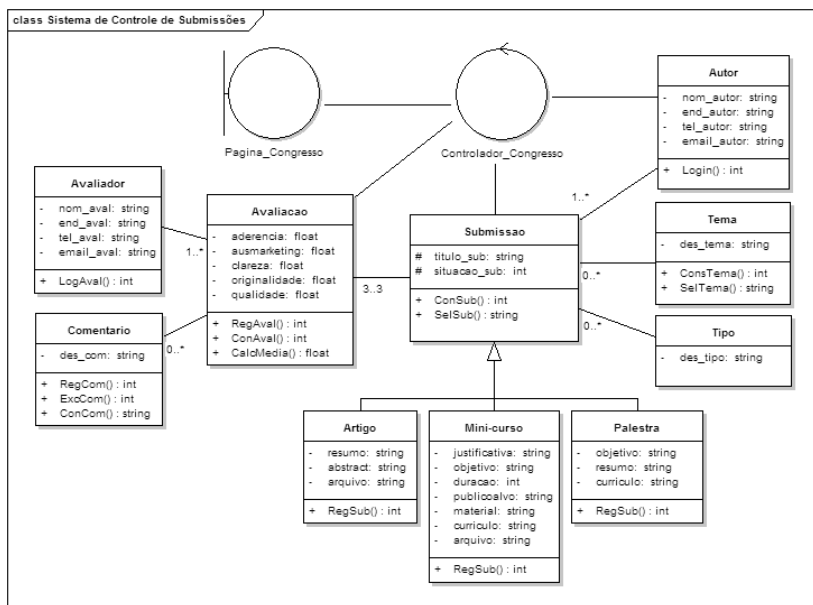 class Sistema de Controle de Submissões
Pagina_Congresso
Controlador_Congresso
Autor
- nom_autor: string
- end_autor: string
- tel_autor: string
- email_autor: string
+ Login() : int
Avaliador
- nom_aval: string
- end_aval: string
- tel_aval: string
- email_aval: string
+ LogAval() : int
1..*
Avaliacao
- aderencia: float
- ausmarketing: float
- clareza: float
- originalidade: float
- qualidade: float
+ RegAval() : int
+ ConAval() : int
+ CalcMedia() : float
3..3
Submissao
# titulo_sub: string
# situacao_sub: int
+ ConSub() : int
+ SelSub() : string
1..*
0..*
0..*
Tema
- des_tema: string
+ ConsTema() : int
+ SelTema() : string
Tipo
- des_tipo: string
Comentario
- des_com: string
+ RegCom() : int
+ ExcCom() : int
+ ConCom() : string
0..*
Artigo
- resumo: string
- abstract: string
- arquivo: string
+ RegSub() : int
Mini-curso
- justificativa: string
- objetivo: string
- duracao: int
- publicoalvo: string
- material: string
- curriculo: string
- arquivo: string
+ RegSub() : int
Palestra
- objetivo: string
- resumo: string
- curriculo: string
+ RegSub() : int